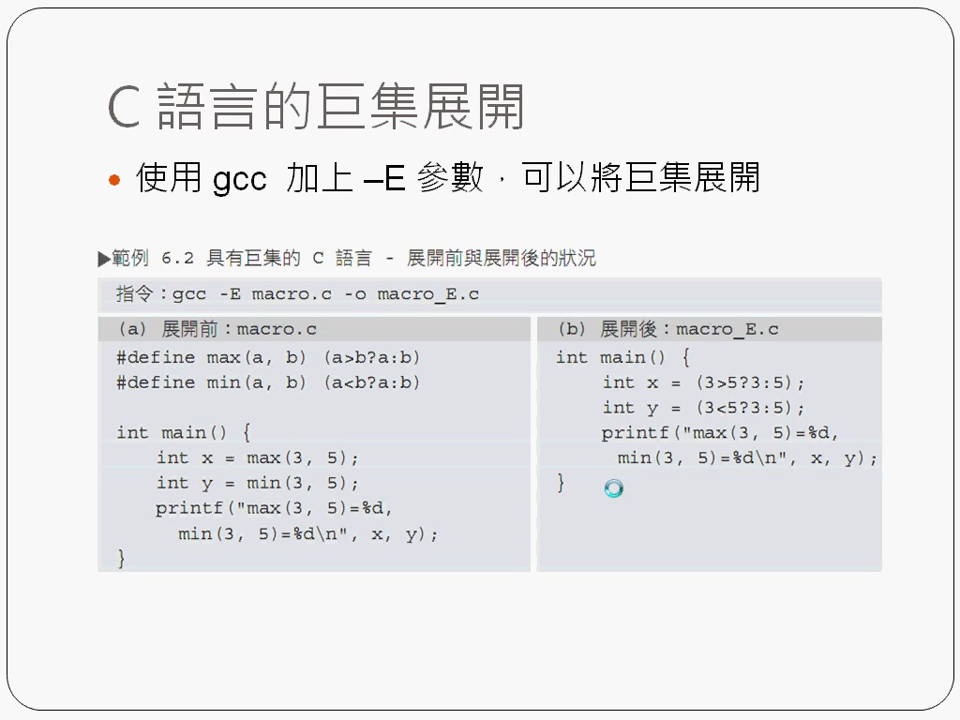 C 語言的巨集展開
使用 gcc 加上 –E 參數，可以將巨集展開
▶範例 6.2 具有巨集的 C 語言 - 展開前與展開後的狀況
指令：gcc -E macro.c -o macro_E.c
(a) 展開前：macro.c
#define max(a, b) (a>b?a:b)
#define min(a, b) (a<b?a:b)
int main() {
int x = max(3, 5);
int y = min(3, 5);
printf("max(3, 5)=%d,
min(3, 5)=%d\n", x, y);
}
(b) 展開後：macro_E.c
int main() {
int x = (3>5?3:5);
int y = (3<5?3:5);
printf("max(3, 5)=%d,
min(3, 5)=%d\n", x, y);
}